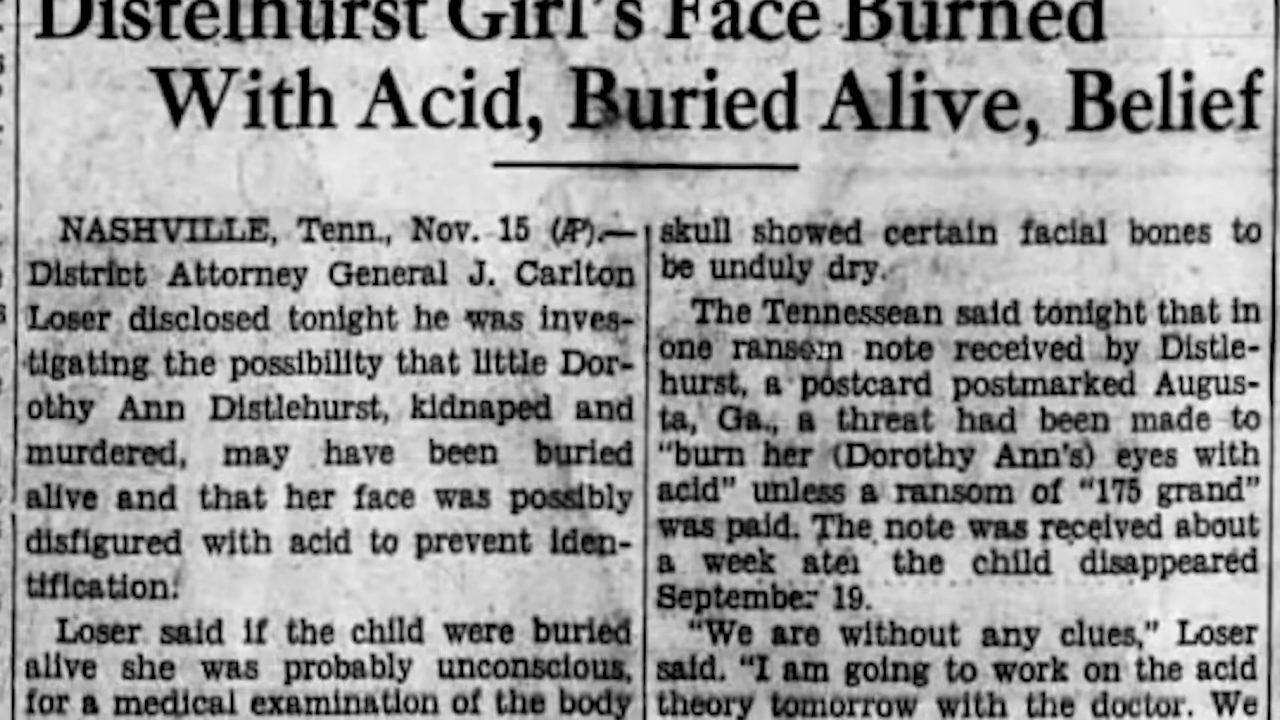 Distelhurst Girl's Face Burned
With Acid, Buried Alive, Belief
NASHVILLE, Tenn., Nov. 15 (AP).—
District Attorney General J. Carlton
Loser disclosed tonight he was inves-
tigating the possibility that little Dor-
othy Ann Distlehurst, kidnaped and
murdered, may have been buried
alive and that her face was possibly
disfigured with acid to prevent iden-
tification.
Loser said if the child were buried
alive she was probably unconscious,
for a medical examination of the body
skull showed certain facial bones to
be unduly dry.
The Tennessean said tonight that in
one ransom note received by Distle-
hurst, a postcard postmarked Augus-
ta, Ga., a threat had been made to
"burn her (Dorothy Ann's) eyes with
acid" unless a ransom of "175 grand"
was paid. The note was received about
a week ater the child disappeared
September 19.
"We are without any clues," Loser
said. "I am going to work on the acid
theory tomorrow with the doctor. We